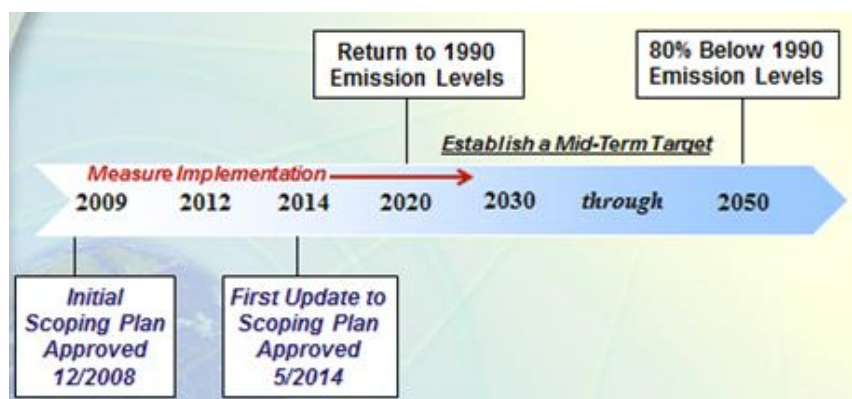 Return to 1990
Emission Levels
80% Below 1990
Emission Levels
Establish a Mid-Term Target
Measure Implementation
2009 2012 2014 2020 2030 through 2050
Initial
Scoping Plan
Approved
12/2008
First Update to
Scoping Plan
Approved
5/2014